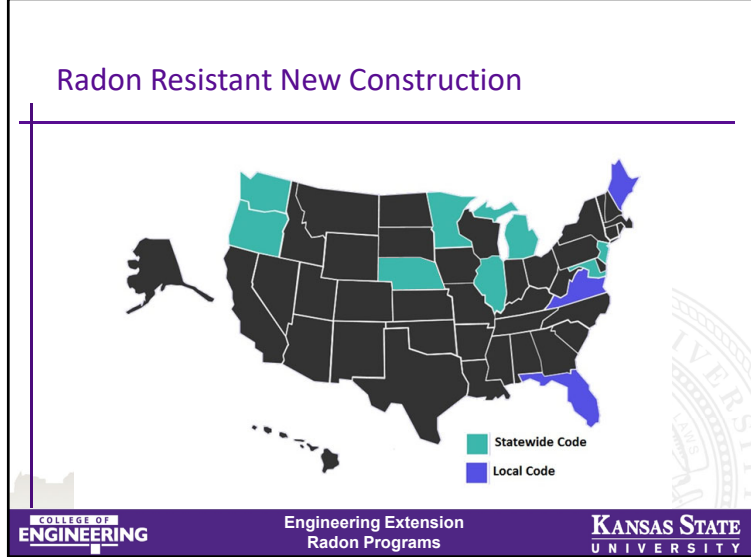 Radon Resistant New Construction
Statewide Code
Local Code
COLLEGE OF
ENGINEERING
Engineering Extension
Radon Programs
KANSAS STATE
UNIVERSITY